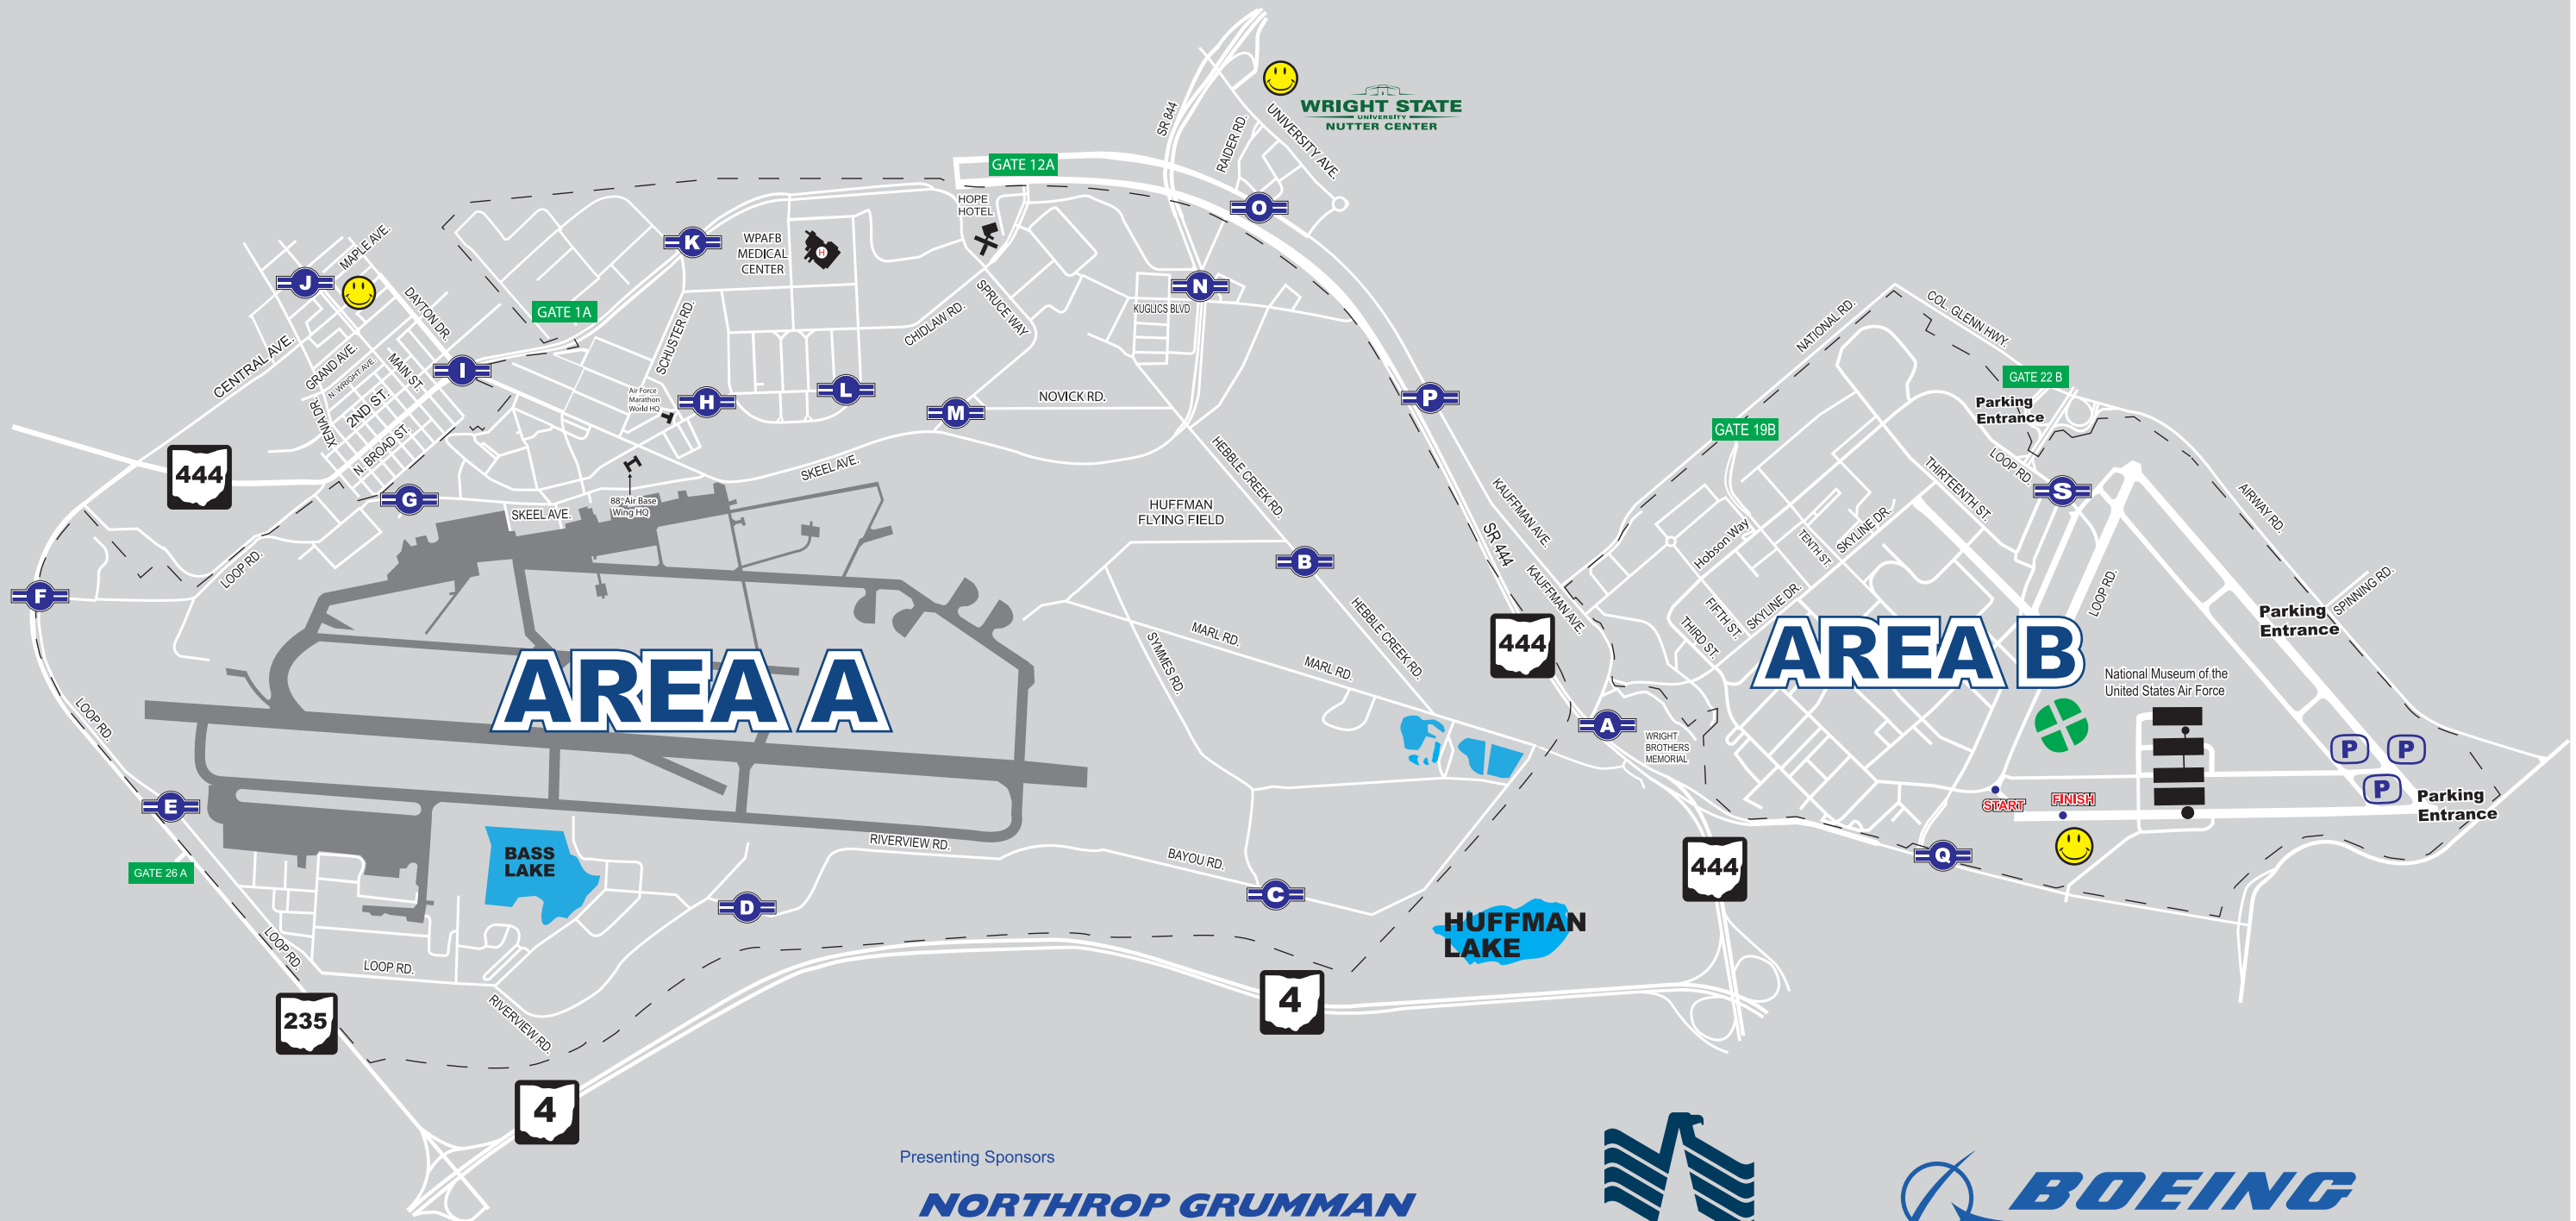 SR 844
RAIDER RD.
UNIVERSITY AVE.
WRIGHT STATE
UNIVERSITY
NUTTER CENTER
GATE 12A
HOPE
HOTEL
O
K
WPAFB
MEDICAL
CENTER
H
MAPLE AVE.
J
DAYTON DR.
GATE 1A
SCHUSTER RD.
CHIDLAW RD.
SPRUCE WAY
N
KUGLICS BLVD
CENTRAL AVE.
GRAND AVE.
N. WRIGHT AVE
MAIN ST.
XENIA DR.
2ND ST.
N. BROAD ST.
I
Air Force
Marathon
World HQ
H
L
M
NOVICK RD.
P
NATIONAL RD.
COL. GLENN HWY.
GATE 22 B
Parking
Entrance
GATE 19B
444
G
SKEEL AVE.
88th Air Base
Wing HQ
SKEEL AVE.
HEBBLE CREEK RD.
HUFFMAN
FLYING FIELD
KAUFFMAN AVE.
SR 444
KAUFFMAN AVE.
LOOP RD.
S
THIRTEENTH ST.
SKYLINE DR.
TENTH ST.
Hobson Way
AIRWAY RD.
LOOP RD.
F
B
HEBBLE CREEK RD.
FIFTH ST.
SKYLINE DR.
THIRD ST.
LOOP RD.
SPINNING RD.
Parking
Entrance
444
MARL RD.
SYMMES RD.
MARL RD.
AREA A
AREA B
National Museum of the
United States Air Force
LOOP RD.
A
WRIGHT
BROTHERS
MEMORIAL
P
P
P
START
FINISH
Parking
Entrance
E
GATE 26 A
BASS
LAKE
RIVERVIEW RD.
BAYOU RD.
444
Q
D
C
HUFFMAN
LAKE
LOOP RD.
LOOP RD.
RIVERVIEW RD.
235
4
4
Presenting Sponsors
NORTHROP GRUMMAN
BOEING